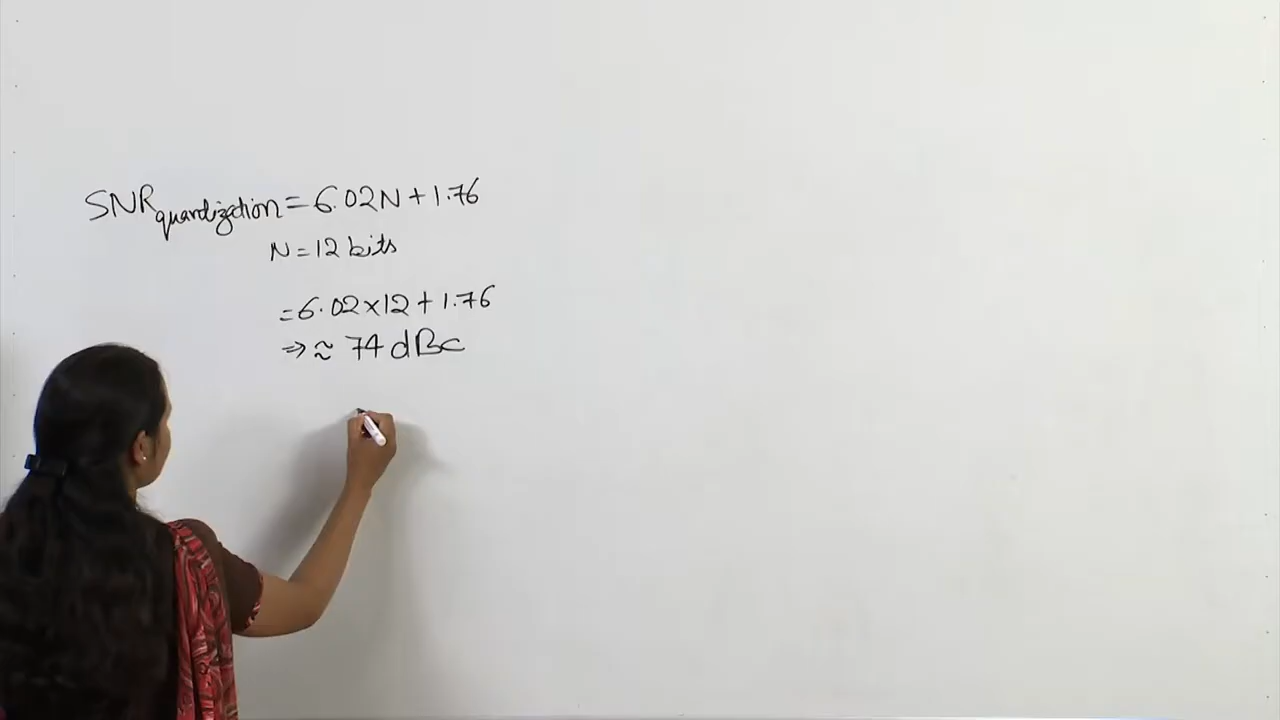 SNR quantization = 6.02N + 1.76
N = 12 bits
= 6.02 × 12 + 1.76
⇒ ≈ 74 dBc